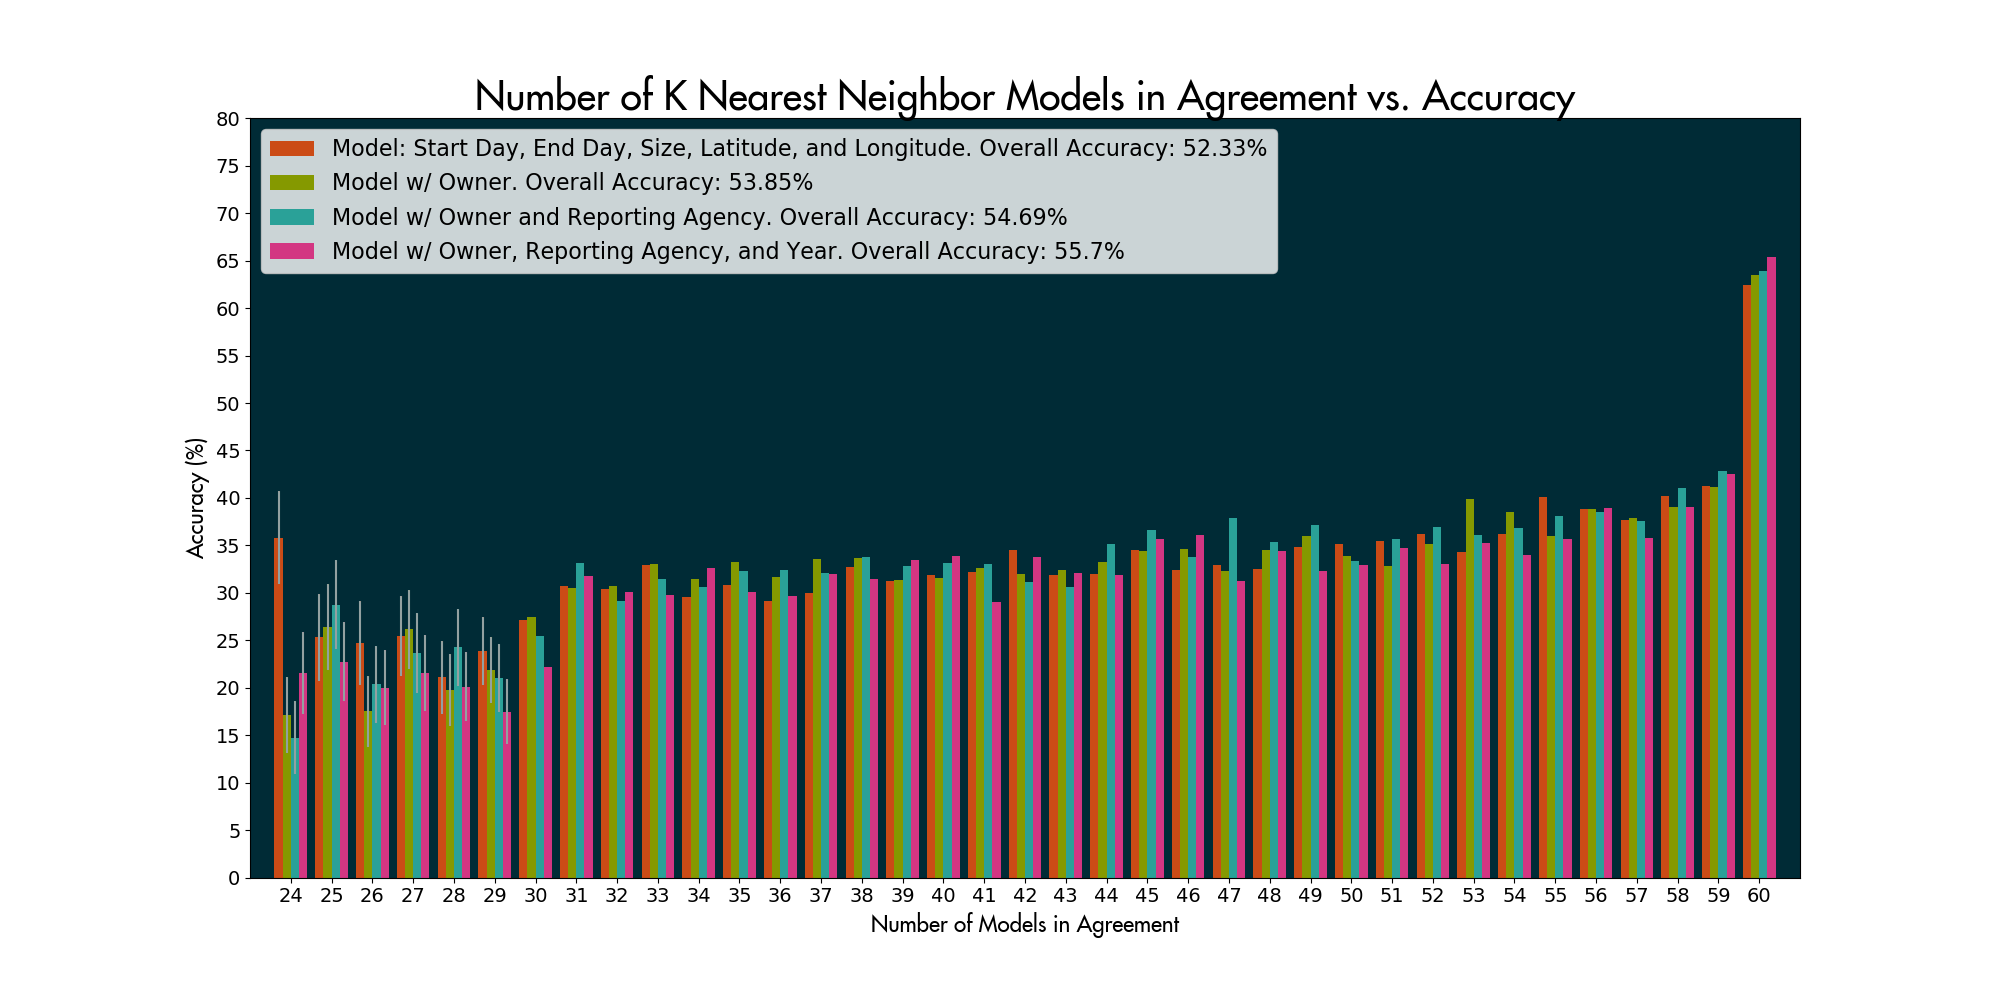 Number of K Nearest Neighbor Models in Agreement vs. Accuracy
Model: Start Day, End Day, Size, Latitude, and Longitude. Overall Accuracy: 52.33%
Model w/ Owner. Overall Accuracy: 53.85%
Model w/ Owner and Reporting Agency. Overall Accuracy: 54.69%
Model w/ Owner, Reporting Agency, and Year. Overall Accuracy: 55.7%
Accuracy (%)
80
75
70
65
60
55
50
45
40
35
30
25
20
15
10
5
0
24 25 26 27 28 29 30 31 32 33 34 35 36 37 38 39 40 41 42 43 44 45 46 47 48 49 50 51 52 53 54 55 56 57 58 59 60
Number of Models in Agreement